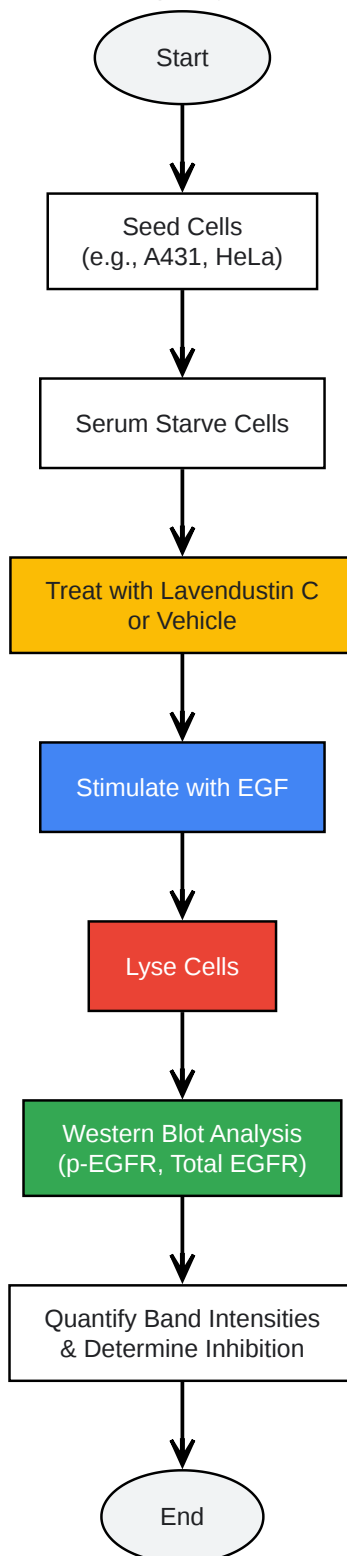 Start
Seed Cells
(e.g., A431, HeLa)
Serum Starve Cells
Treat with Lavendustin C
or Vehicle
Stimulate with EGF
Lyse Cells
Western Blot Analysis
(p-EGFR, Total EGFR)
Quantify Band Intensities
& Determine Inhibition
End